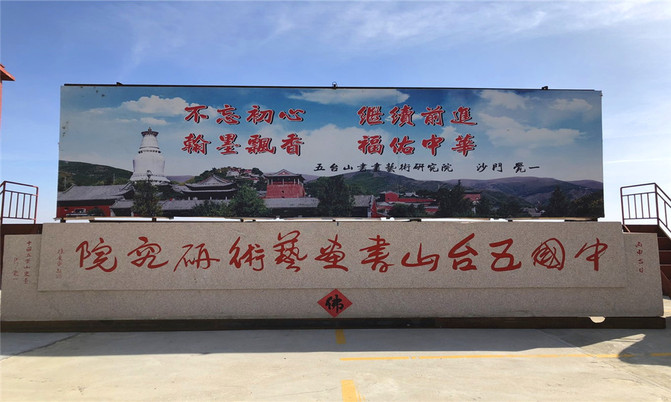 不忘初心 继续前進
翰墨飘香 福佑中华
五台山書畫藝術研究院 沙門 覺一
院究研術藝畫書山台五國中
佛